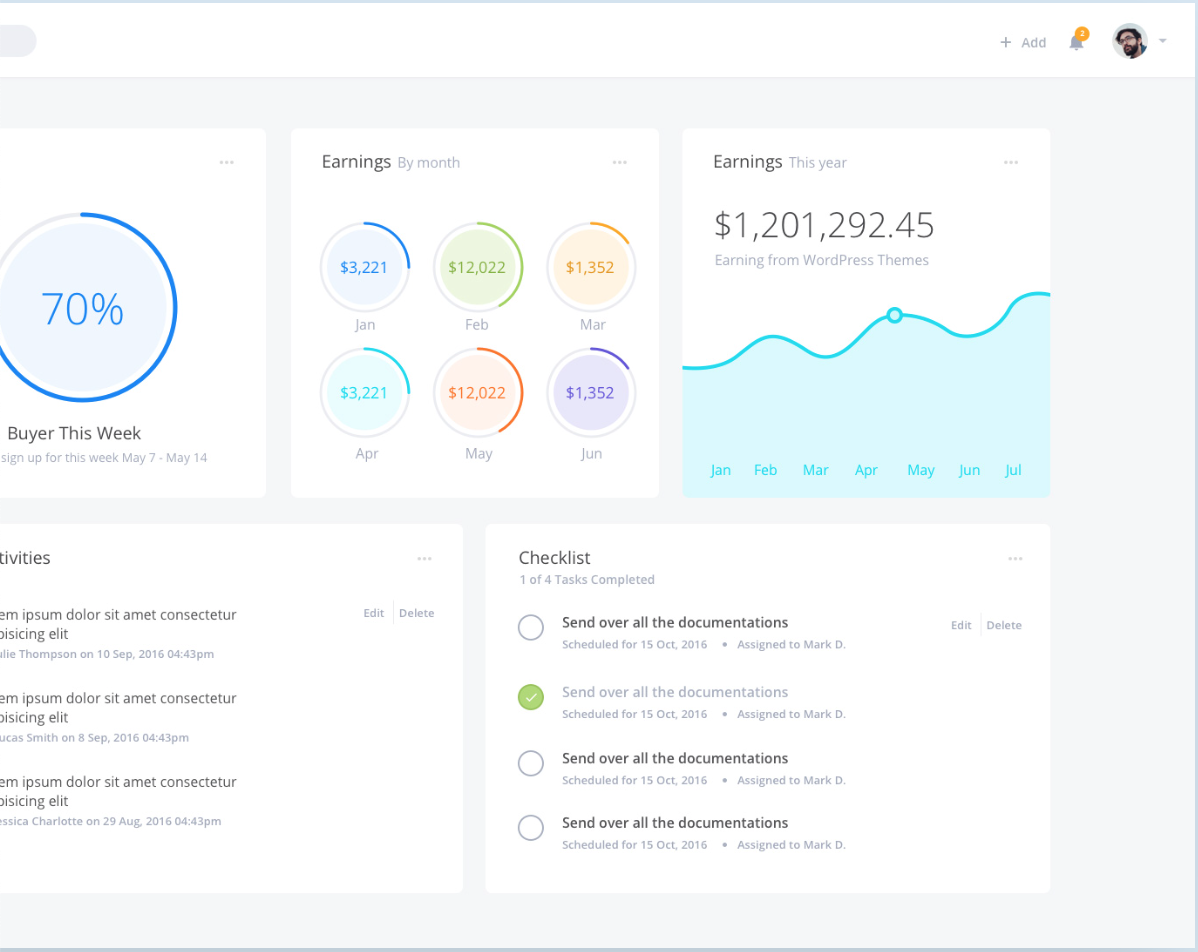 + Add
2
70%
Buyer This Week
sign up for this week May 7 - May 14
Earnings By month
$3,221
$12,022
$1,352
Jan
Feb
Mar
$3,221
$12,022
$1,352
Apr
May
Jun
Earnings This year
$1,201,292.45
Earning from WordPress Themes
Jan Feb Mar Apr May Jun Jul
tivities
em ipsum dolor sit amet consectetur
pisicing elit
ulie Thompson on 10 Sep, 2016 04:43pm
Edit Delete
em ipsum dolor sit amet consectetur
pisicing elit
ucas Smith on 8 Sep, 2016 04:43pm
em ipsum dolor sit amet consectetur
pisicing elit
essica Charlotte on 29 Aug, 2016 04:43pm
Checklist
1 of 4 Tasks Completed
Send over all the documentations
Scheduled for 15 Oct, 2016 • Assigned to Mark D.
Edit Delete
Send over all the documentations
Scheduled for 15 Oct, 2016 • Assigned to Mark D.
Send over all the documentations
Scheduled for 15 Oct, 2016 • Assigned to Mark D.
Send over all the documentations
Scheduled for 15 Oct, 2016 • Assigned to Mark D.